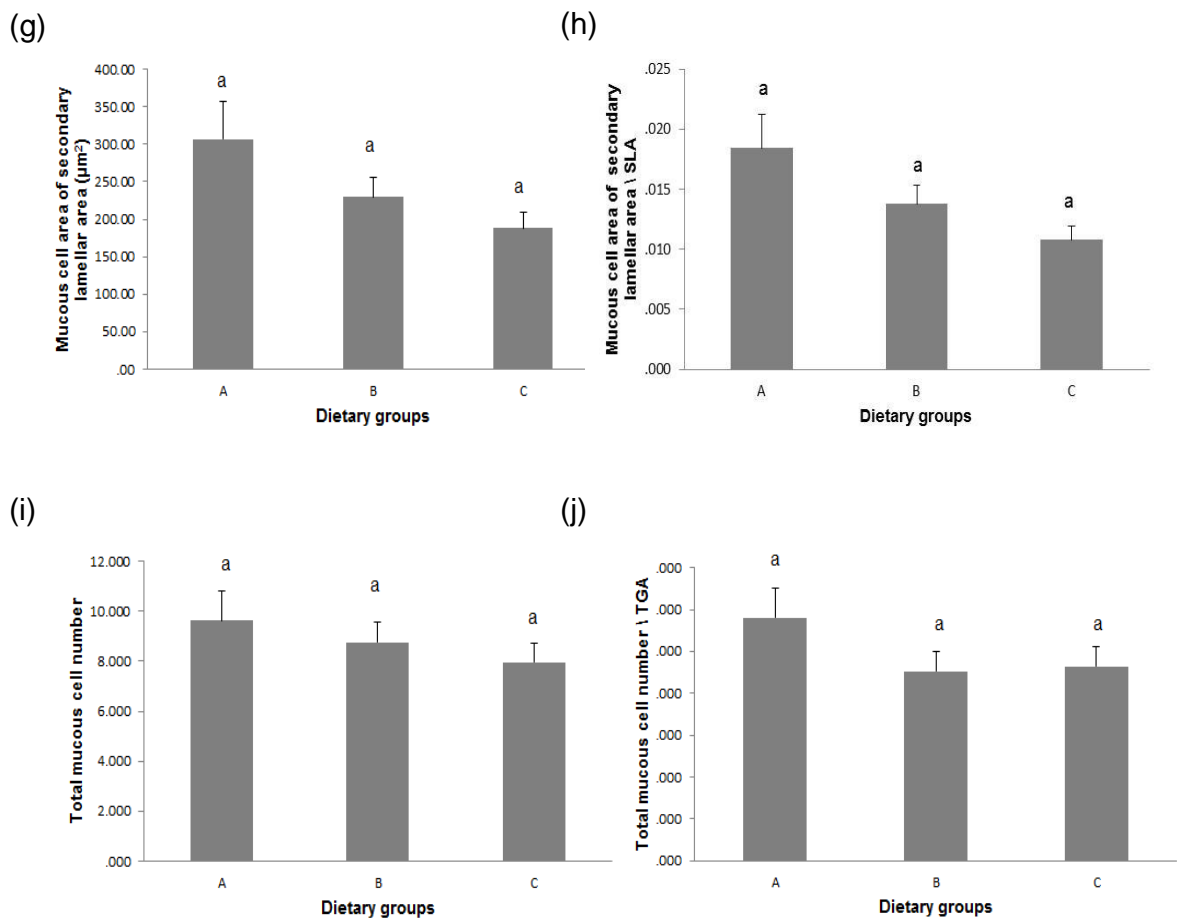 (g)
Mucous cell area of secondary
lamellar area (µm²)
400.00
350.00
300.00
250.00
200.00
150.00
100.00
50.00
.00
a
a
a
A
B
C
Dietary groups
(h)
Mucous cell area of secondary
lamellar area \ SLA
.025
.020
.015
.010
.005
.000
a
a
a
A
B
C
Dietary groups
(i)
Total mucous cell number
12.000
10.000
8.000
6.000
4.000
2.000
.000
a
a
a
A
B
C
Dietary groups
(j)
Total mucous cell number \ TGA
.000
.000
.000
.000
.000
.000
.000
.000
a
a
a
A
B
C
Dietary groups